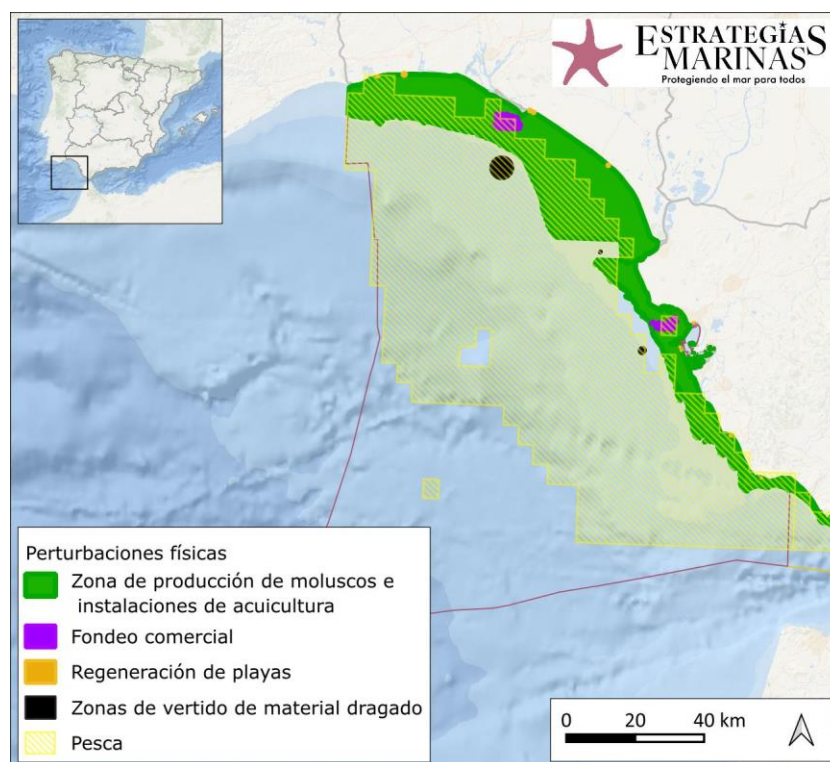 ESTRATEGIAS
MARINAS
Protegiendo el mar para todos
Perturbaciones físicas
Zona de producción de moluscos e
instalaciones de acuicultura
Fondeo comercial
Regeneración de playas
Zonas de vertido de material dragado
Pesca
0 20 40 km